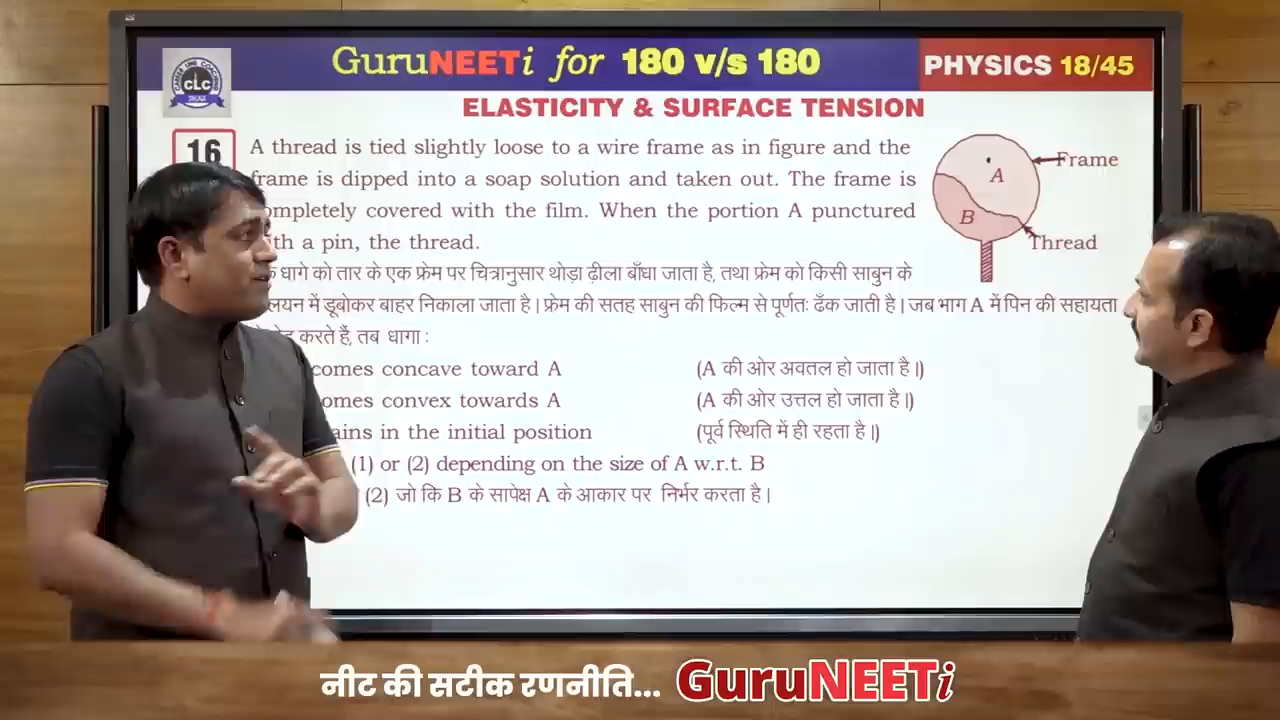 GuruNEETi for 180 v/s 180
PHYSICS 18/45
CLC
SIKAR
ELASTICITY & SURFACE TENSION
16
A thread is tied slightly loose to a wire frame as in figure and the
frame is dipped into a soap solution and taken out. The frame is
completely covered with the film. When the portion A punctured
th a pin, the thread.
A
B
Frame
Thread
धागे को तार के एक फ्रेम पर चित्रानुसार थोड़ा ढ़ीला बाँधा जाता है, तथा फ्रेम को किसी साबुन के
लयन में डूबोकर बाहर निकाला जाता है। फ्रेम की सतह साबुन की फिल्म से पूर्णतः ढँक जाती है। जब भाग A में पिन की सहायता
करते हैं, तब धागा :
comes concave toward A (A की ओर अवतल हो जाता है।)
omes convex towards A (A की ओर उत्तल हो जाता है।)
ains in the initial position (पूर्व स्थिति में ही रहता है।)
(1) or (2) depending on the size of A w.r.t. B
(2) जो कि B के सापेक्ष A के आकार पर निर्भर करता है।
नीट की सटीक रणनीति... GuruNEETi